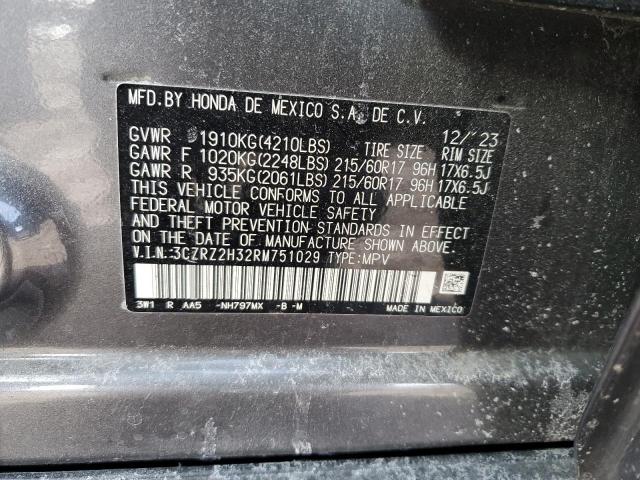 MFD.BY HONDA DE MEXICO S.A. DE C.V.
GVWR 1910KG(4210LBS) TIRE SIZE 12/'23 RIM SIZE
GAWR F 1020KG(2248LBS) 215/60R17 96H 17X6.5J
GAWR R 935KG(2061LBS) 215/60R17 96H 17X6.5J
THIS VEHICLE CONFORMS TO ALL APPLICABLE
FEDERAL MOTOR VEHICLE SAFETY
AND THEFT PREVENTION STANDARDS IN EFFECT
ON THE DATE OF MANUFACTURE SHOWN ABOVE.
V.I.N.:3CZRZ2H32RM751029 TYPE:MPV
3W1 R AA5 -NH797MX -B -M MADE IN MEXICO